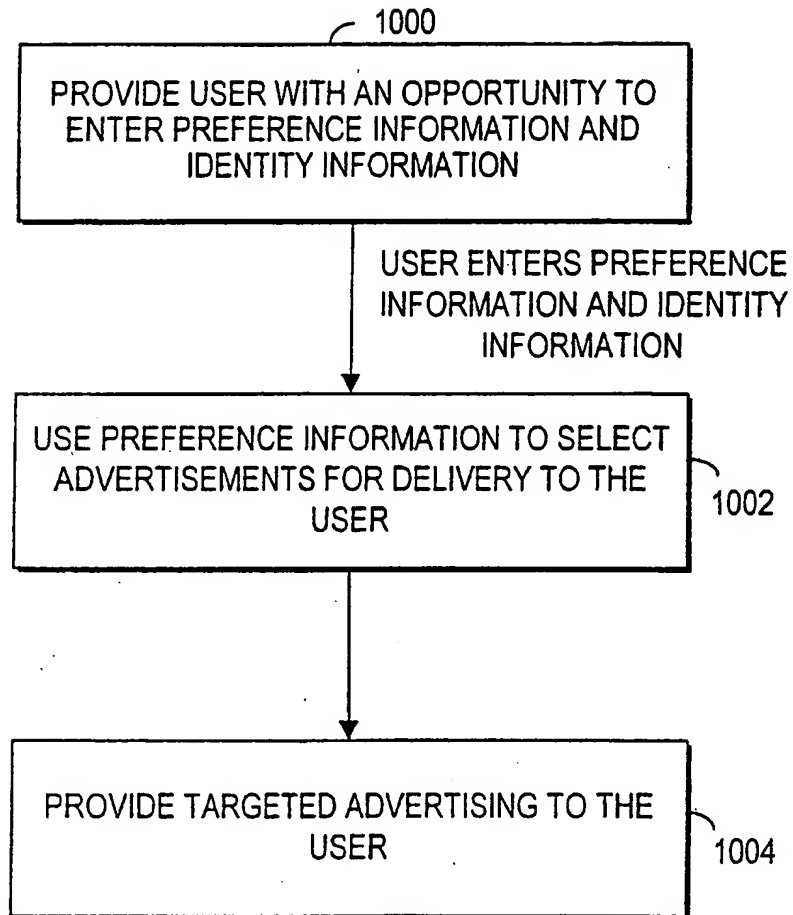 1000
PROVIDE USER WITH AN OPPORTUNITY TO
ENTER PREFERENCE INFORMATION AND
IDENTITY INFORMATION
USER ENTERS PREFERENCE
INFORMATION AND IDENTITY
INFORMATION
USE PREFERENCE INFORMATION TO SELECT
ADVERTISEMENTS FOR DELIVERY TO THE
USER
1002
PROVIDE TARGETED ADVERTISING TO THE
USER
1004